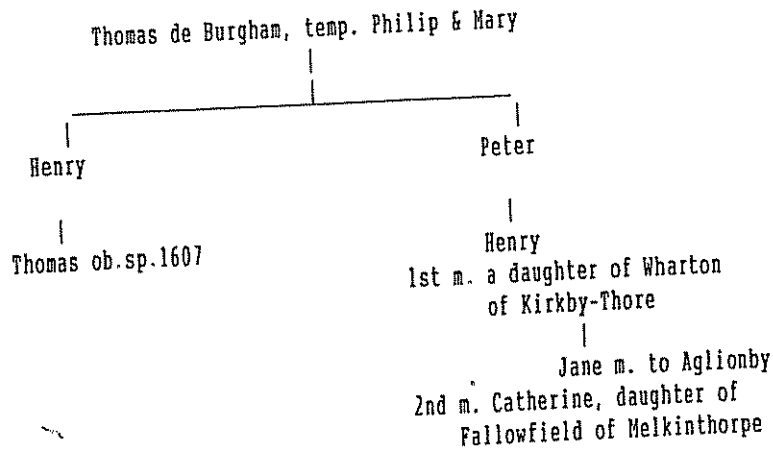 Thomas de Burgham, temp. Philip & Mary
Henry
Peter
Thomas ob.sp.1607
Henry
1st m. a daughter of Wharton
of Kirkby-Thore
Jane m. to Aglionby
2nd m. Catherine, daughter of
Fallowfield of Melkinthorpe